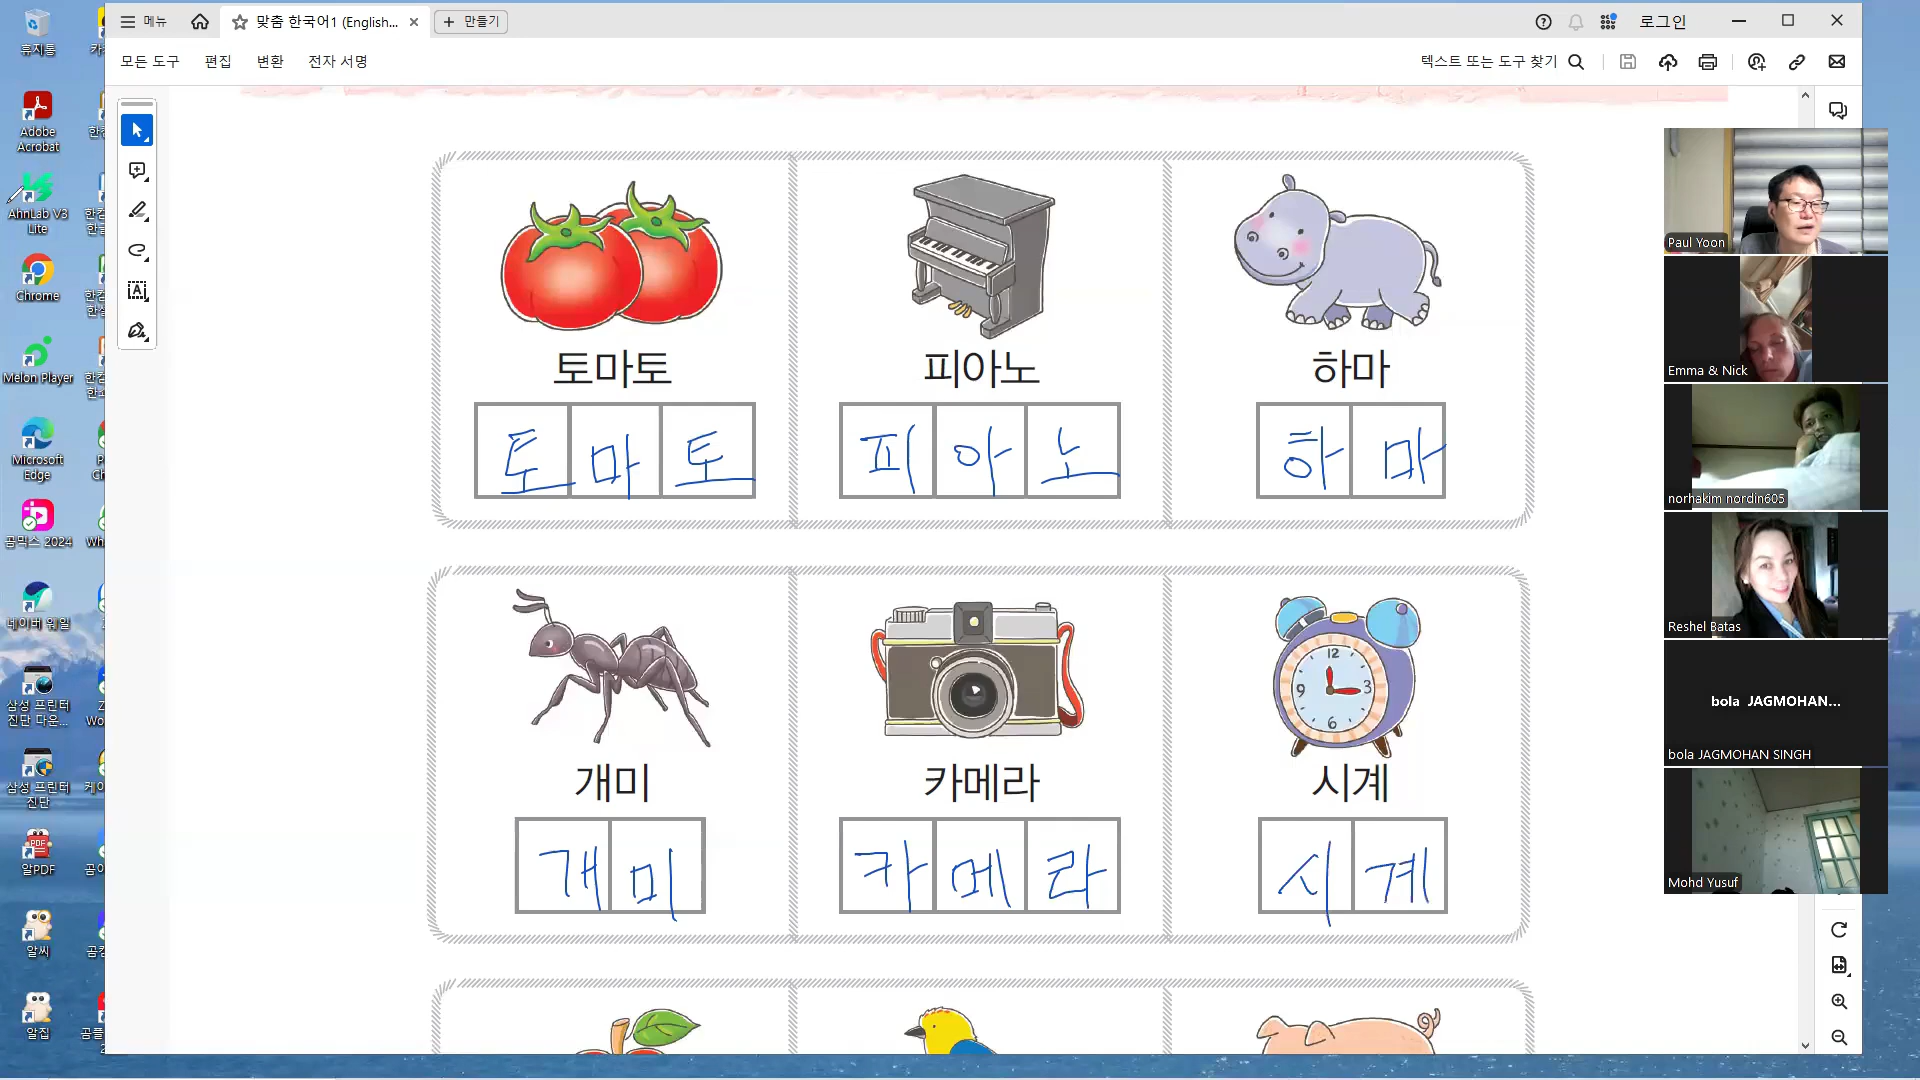 휴지통
Adobe Acrobat
AhnLab V3 Lite
Chrome
Melon Player
Microsoft Edge
곰믹스 2024
네이버 웨일
삼성 프린터 진단 다운...
삼성 프린터 진단
알PDF
알씨
알집
메뉴
맞춤 한국어1 (English...
만들기
로그인
모든 도구 편집 변환 전자 서명
텍스트 또는 도구 찾기
토마토 피아노 하마
토 마 토 피 아 노 하 마
12
9 3
6
개미 카메라 시계
개 미 카 메 라 시 계
Paul Yoon
Emma & Nick
norhakim nordin605
Reshel Batas
bola JAGMOHAN...
bola JAGMOHAN SINGH
Mohd Yusuf